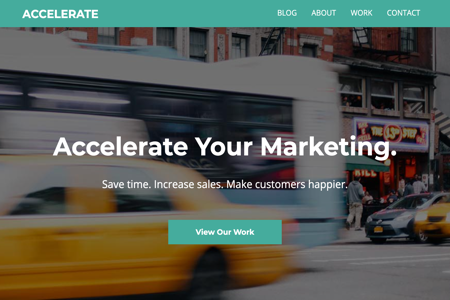 ACCELERATE
BLOG ABOUT WORK CONTACT
Accelerate Your Marketing.
Save time. Increase sales. Make customers happier.
View Our Work